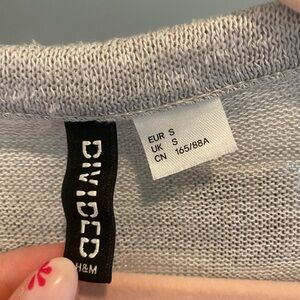 DIVIDED
H&M
EUR S
UK S
CN 165/88A